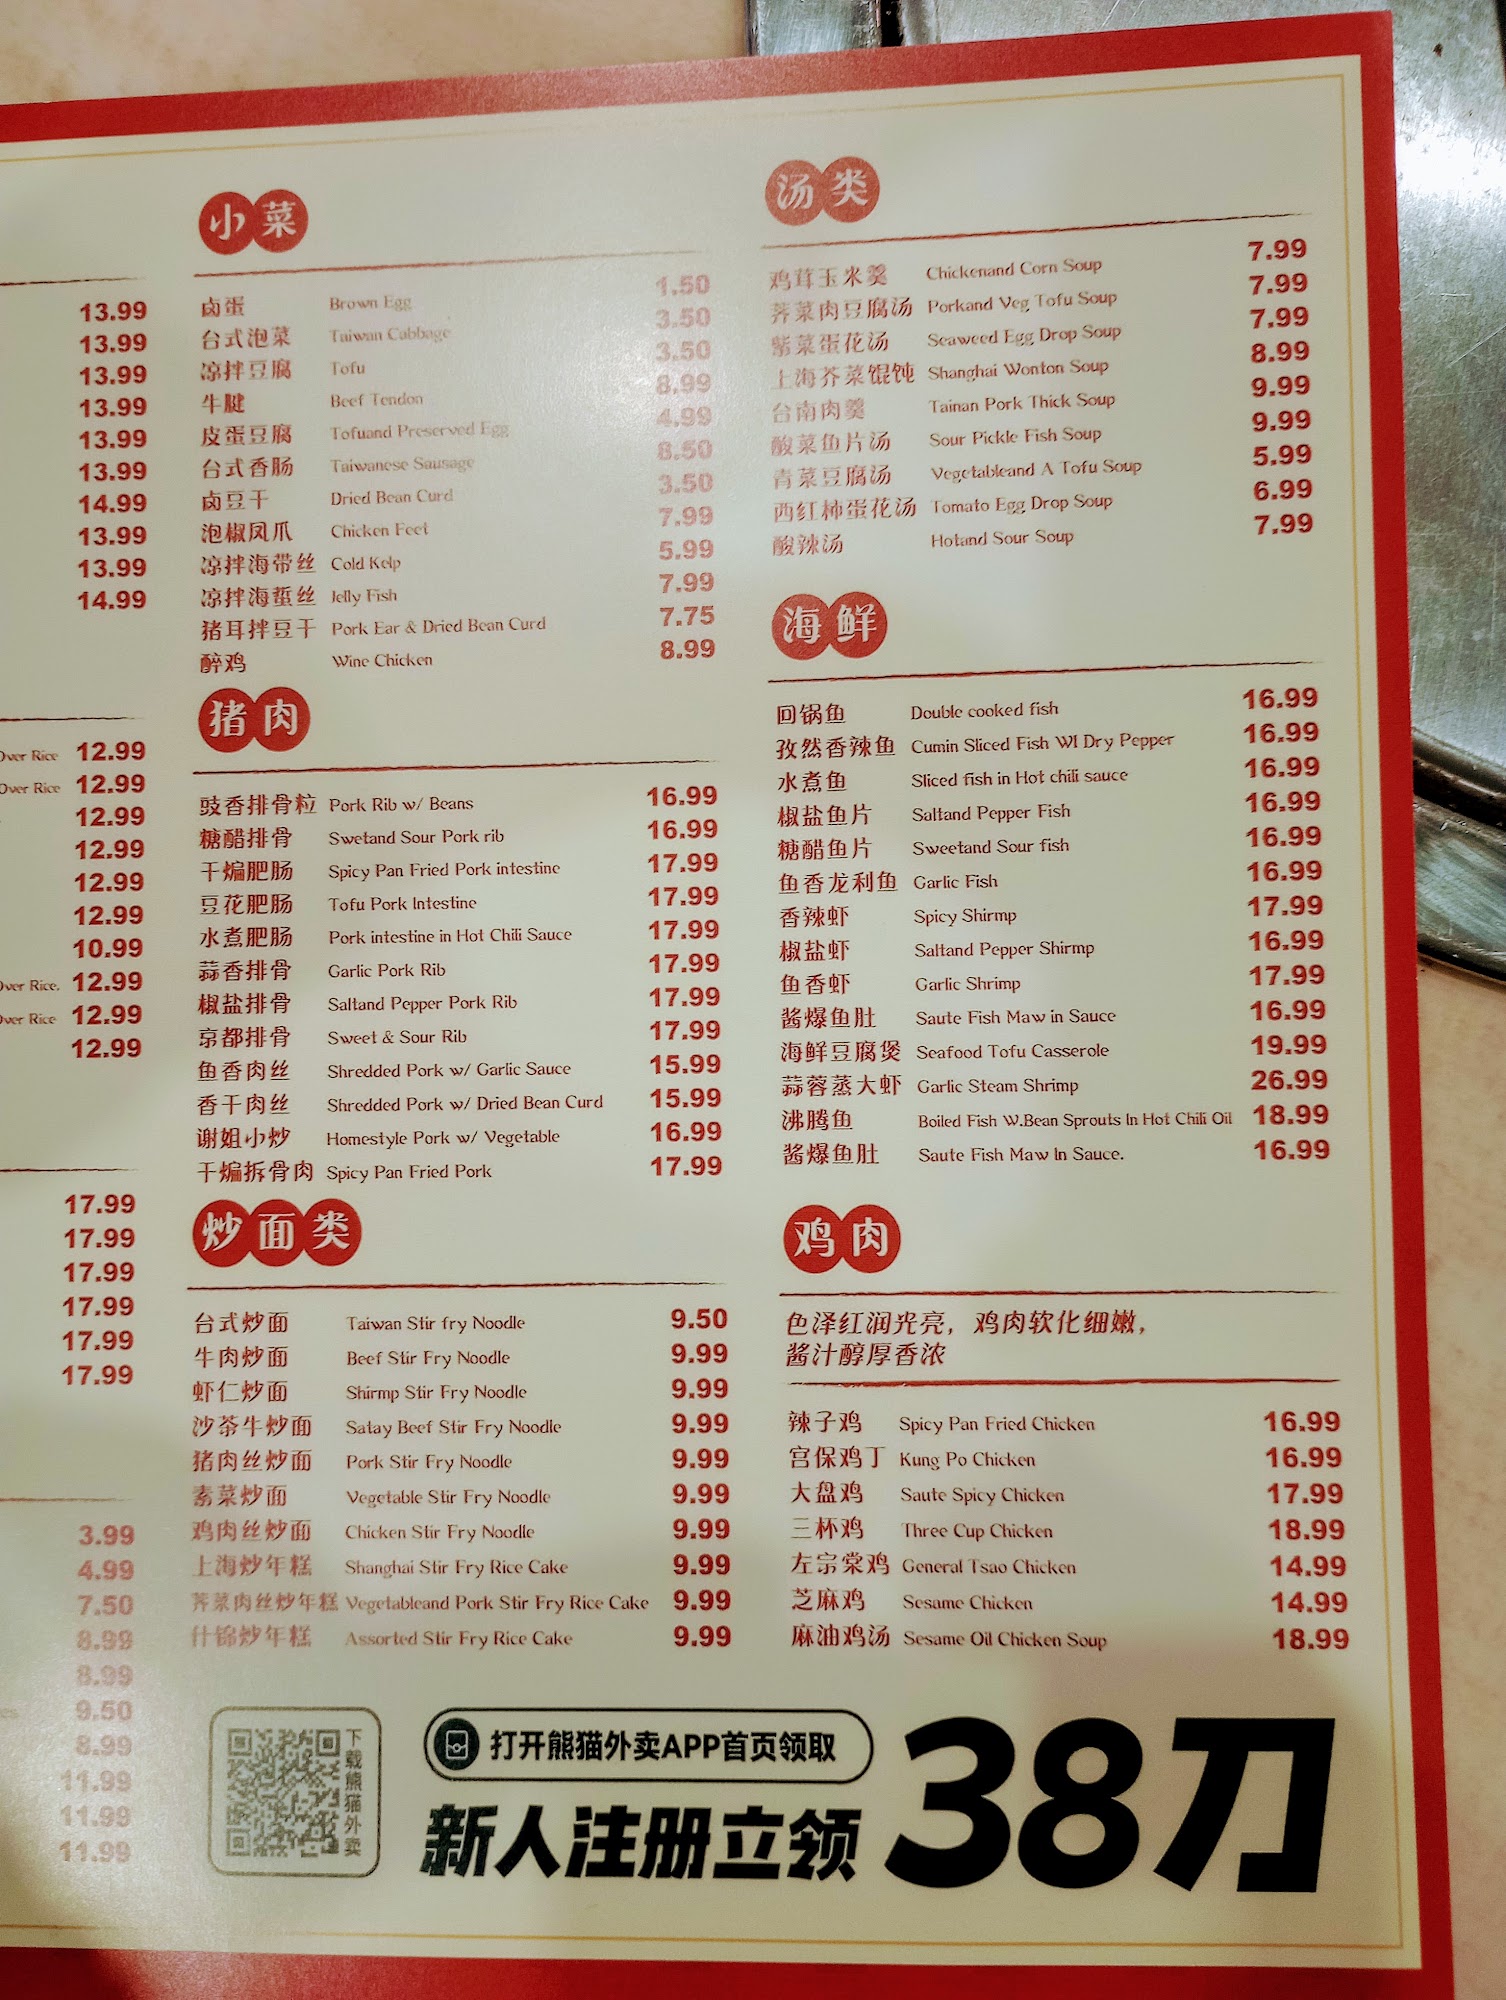 13.99
13.99
13.99
13.99
13.99
13.99
14.99
13.99
13.99
14.99
Over Rice 12.99
Over Rice 12.99
12.99
12.99
12.99
12.99
10.99
Over Rice. 12.99
Over Rice 12.99
12.99
17.99
17.99
17.99
17.99
17.99
17.99
3.99
4.99
7.50
8.99
8.99
9.50
8.99
11.99
11.99
11.99
小菜
卤蛋 Brown Egg 1.50
台式泡菜 Taiwan Cabbage 3.50
凉拌豆腐 Tofu 3.50
牛腱 Beef Tendon 8.99
皮蛋豆腐 Tofuand Preserved Egg 4.99
台式香肠 Taiwanese Sausage 8.50
卤豆干 Dried Bean Curd 3.50
泡椒凤爪 Chicken Feet 7.99
凉拌海带丝 Cold Kelp 5.99
凉拌海蜇丝 Jelly Fish 7.99
猪耳拌豆干 Pork Ear & Dried Bean Curd 7.75
醉鸡 Wine Chicken 8.99
猪肉
豉香排骨粒 Pork Rib w/ Beans 16.99
糖醋排骨 Swetand Sour Pork rib 16.99
干煸肥肠 Spicy Pan Fried Pork intestine 17.99
豆花肥肠 Tofu Pork Intestine 17.99
水煮肥肠 Pork intestine in Hot Chili Sauce 17.99
蒜香排骨 Garlic Pork Rib 17.99
椒盐排骨 Saltand Pepper Pork Rib 17.99
京都排骨 Sweet & Sour Rib 17.99
鱼香肉丝 Shredded Pork w/ Garlic Sauce 15.99
香干肉丝 Shredded Pork w/ Dried Bean Curd 15.99
谢姐小炒 Homestyle Pork w/ Vegetable 16.99
干煸拆骨肉 Spicy Pan Fried Pork 17.99
炒面类
台式炒面 Taiwan Stir fry Noodle 9.50
牛肉炒面 Beef Stir Fry Noodle 9.99
虾仁炒面 Shirmp Stir Fry Noodle 9.99
沙茶牛炒面 Satay Beef Stir Fry Noodle 9.99
猪肉丝炒面 Pork Stir Fry Noodle 9.99
素菜炒面 Vegetable Stir Fry Noodle 9.99
鸡肉丝炒面 Chicken Stir Fry Noodle 9.99
上海炒年糕 Shanghai Stir Fry Rice Cake 9.99
荠菜肉丝炒年糕 Vegetableand Pork Stir Fry Rice Cake 9.99
什锦炒年糕 Assorted Stir Fry Rice Cake 9.99
汤类
鸡茸玉米羹 Chickenand Corn Soup 7.99
荠菜肉豆腐汤 Porkand Veg Tofu Soup 7.99
紫菜蛋花汤 Seaweed Egg Drop Soup 7.99
上海芥菜馄饨 Shanghai Wonton Soup 8.99
台南肉羹 Tainan Pork Thick Soup 9.99
酸菜鱼片汤 Sour Pickle Fish Soup 9.99
青菜豆腐汤 Vegetableand A Tofu Soup 5.99
西红柿蛋花汤 Tomato Egg Drop Soup 6.99
酸辣汤 Hotand Sour Soup 7.99
海鲜
回锅鱼 Double cooked fish 16.99
孜然香辣鱼 Cumin Sliced Fish WI Dry Pepper 16.99
水煮鱼 Sliced fish in Hot chili sauce 16.99
椒盐鱼片 Saltand Pepper Fish 16.99
糖醋鱼片 Sweetand Sour fish 16.99
鱼香龙利鱼 Garlic Fish 16.99
香辣虾 Spicy Shirmp 17.99
椒盐虾 Saltand Pepper Shirmp 16.99
鱼香虾 Garlic Shrimp 17.99
酱爆鱼肚 Saute Fish Maw in Sauce 16.99
海鲜豆腐煲 Seafood Tofu Casserole 19.99
蒜蓉蒸大虾 Garlic Steam Shrimp 26.99
沸腾鱼 Boiled Fish W.Bean Sprouts In Hot Chili Oil 18.99
酱爆鱼肚 Saute Fish Maw In Sauce. 16.99
鸡肉
色泽红润光亮，鸡肉软化细嫩，
酱汁醇厚香浓
辣子鸡 Spicy Pan Fried Chicken 16.99
宫保鸡丁 Kung Po Chicken 16.99
大盘鸡 Saute Spicy Chicken 17.99
三杯鸡 Three Cup Chicken 18.99
左宗棠鸡 General Tsao Chicken 14.99
芝麻鸡 Sesame Chicken 14.99
麻油鸡汤 Sesame Oil Chicken Soup 18.99
下载熊猫外卖
打开熊猫外卖APP首页领取
新人注册立领
38刀